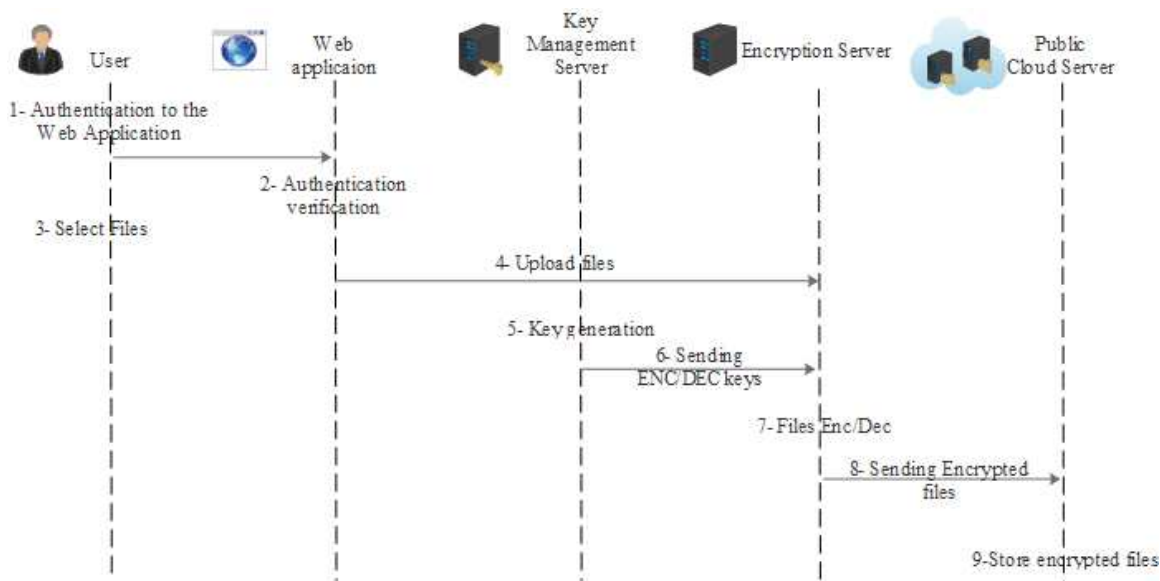 User
Web
applicaion
Key
Management
Server
Encryption Server
Public
Cloud Server
1- Authentication to the
Web Application
2- Authentication
verification
3- Select Files
4- Upload files
5- Key generation
6- Sending
ENC/DEC keys
7- Files Enc/Dec
8- Sending Encrypted
files
9-Store encrypted files